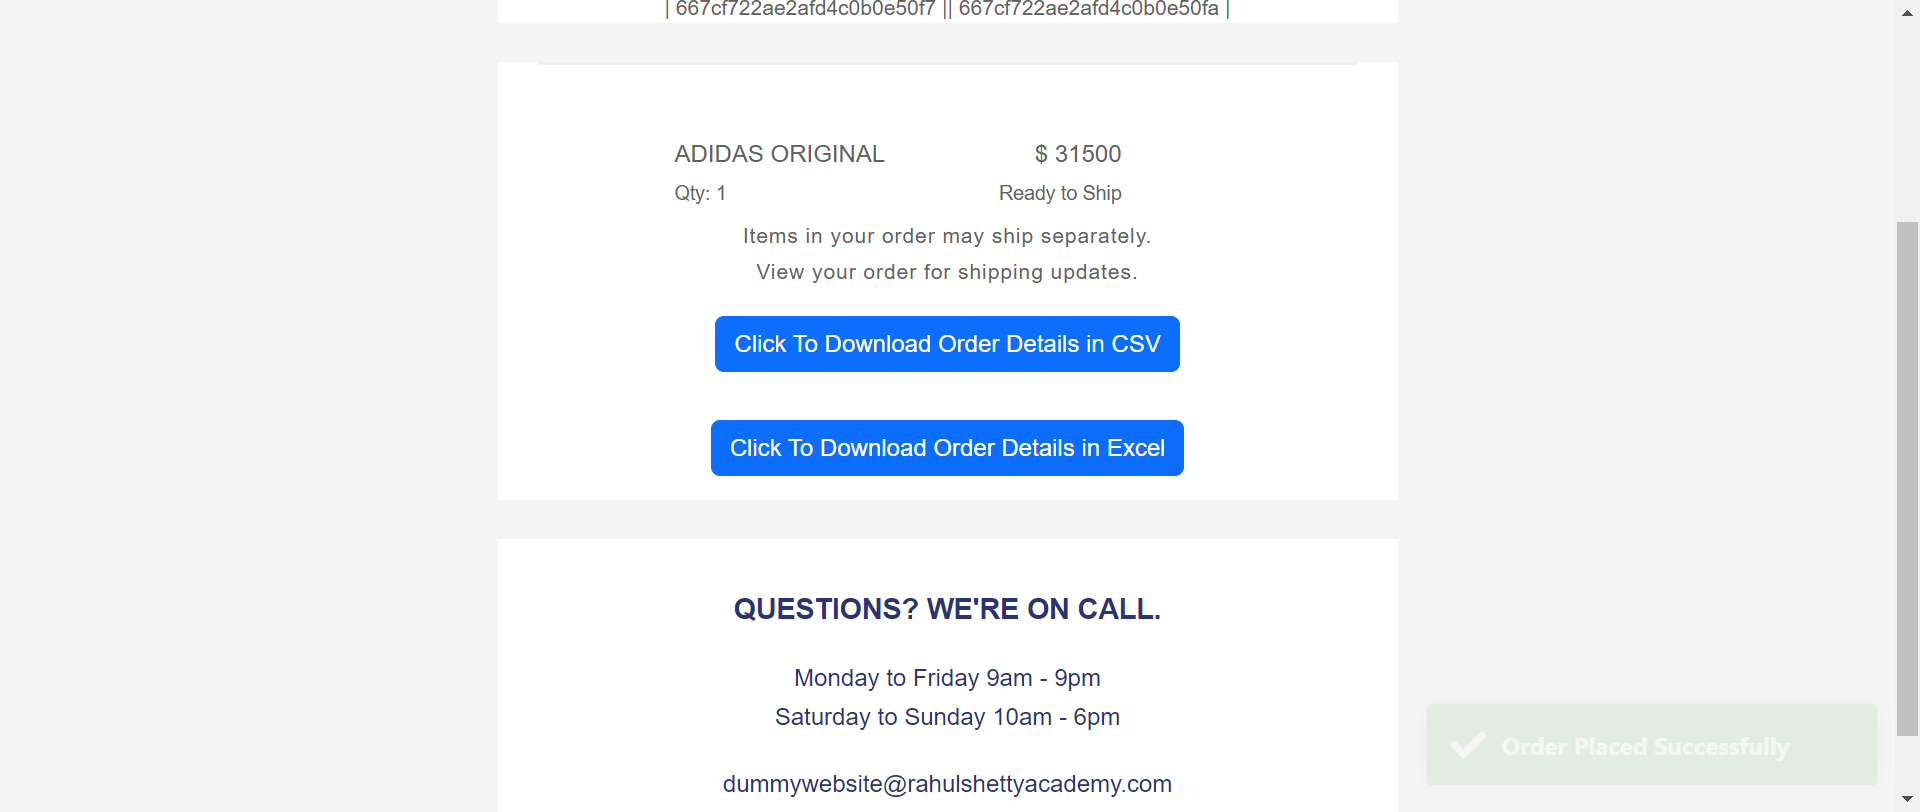 | 667cf722ae2afd4c0b0e50f7 || 667cf722ae2afd4c0b0e50fa |
ADIDAS ORIGINAL
$ 31500
Qty: 1
Ready to Ship
Items in your order may ship separately.
View your order for shipping updates.
Click To Download Order Details in CSV
Click To Download Order Details in Excel
QUESTIONS? WE'RE ON CALL.
Monday to Friday 9am - 9pm
Saturday to Sunday 10am - 6pm
dummywebsite@rahulshettyacademy.com
Order Placed Successfully